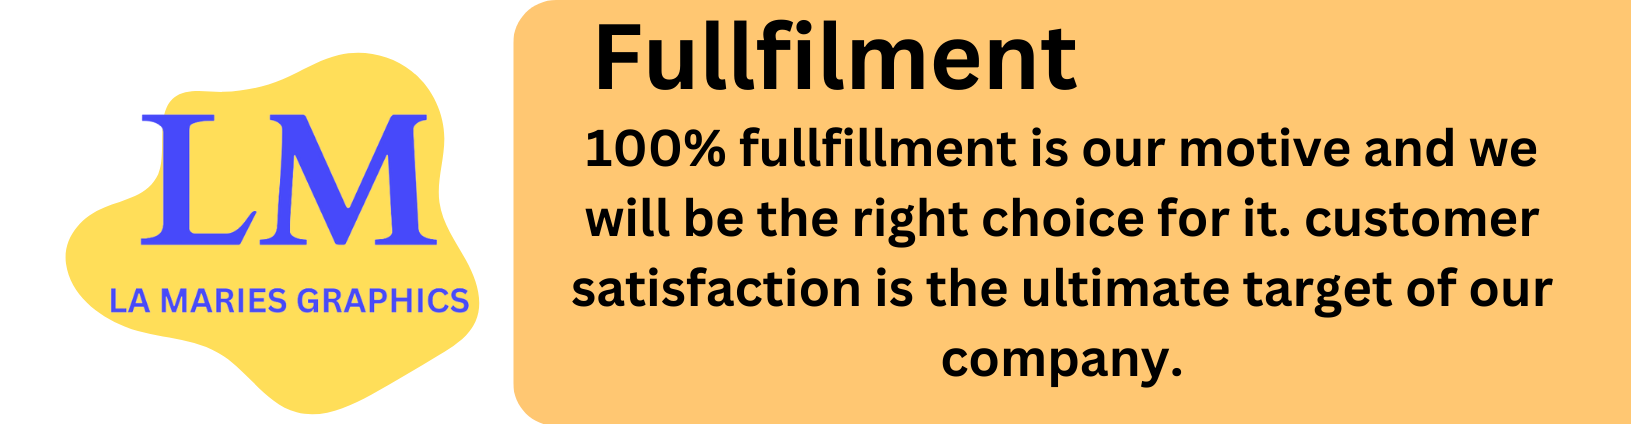 LM
LA MARIES GRAPHICS
Fullfilment
100% fullfillment is our motive and we
will be the right choice for it. customer
satisfaction is the ultimate target of our
company.